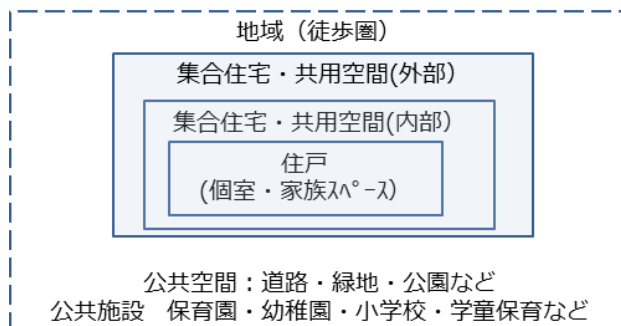 地域（徒歩圏）
集合住宅・共用空間(外部）
集合住宅・共用空間(内部）
住戸
(個室・家族ｽﾍﾟｰｽ）
公共空間：道路・緑地・公園など
公共施設　保育園・幼稚園・小学校・学童保育など